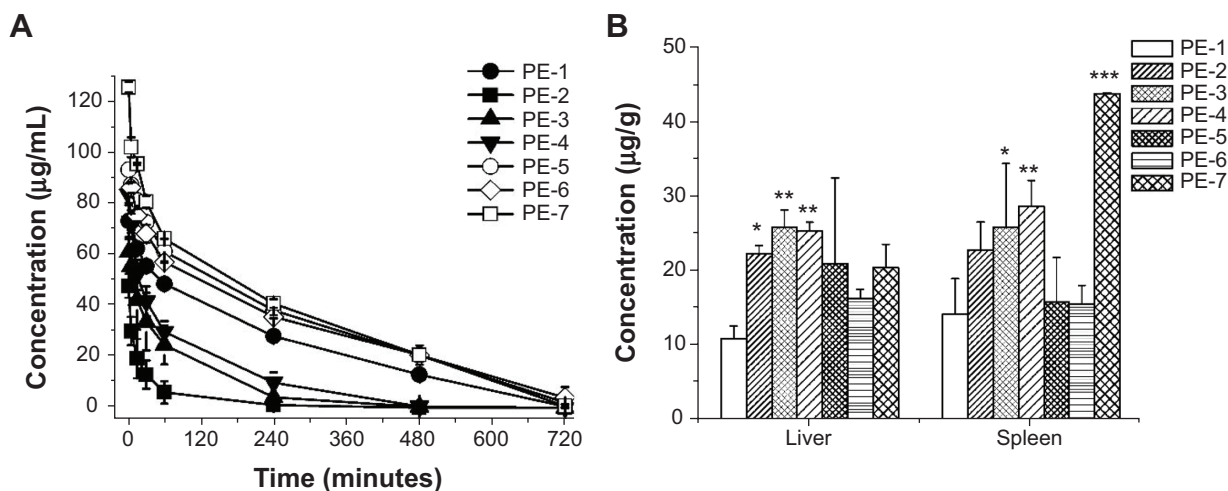 A
Concentration (µg/mL)
120
100
80
60
40
20
0
0 120 240 360 480 600 720
Time (minutes)
PE-1
PE-2
PE-3
PE-4
PE-5
PE-6
PE-7
B
Concentration (µg/g)
50
40
30
20
10
0
* ** ** * ** ***
Liver Spleen
PE-1
PE-2
PE-3
PE-4
PE-5
PE-6
PE-7